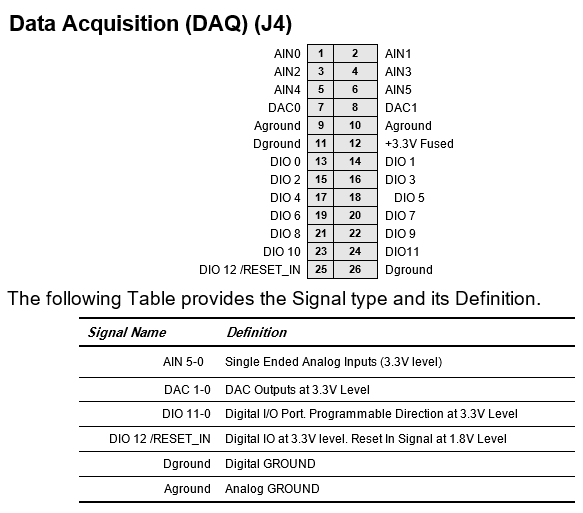 Data Acquisition (DAQ) (J4)
AIN0 1 2 AIN1
AIN2 3 4 AIN3
AIN4 5 6 AIN5
DAC0 7 8 DAC1
Aground 9 10 Aground
Dground 11 12 +3.3V Fused
DIO 0 13 14 DIO 1
DIO 2 15 16 DIO 3
DIO 4 17 18 DIO 5
DIO 6 19 20 DIO 7
DIO 8 21 22 DIO 9
DIO 10 23 24 DIO11
DIO 12 /RESET_IN 25 26 Dground
The following Table provides the Signal type and its Definition.
Signal Name Definition
AIN 5-0 Single Ended Analog Inputs (3.3V level)
DAC 1-0 DAC Outputs at 3.3V Level
DIO 11-0 Digital I/O Port. Programmable Direction at 3.3V Level
DIO 12 /RESET_IN Digital IO at 3.3V level. Reset In Signal at 1.8V Level
Dground Digital GROUND
Aground Analog GROUND